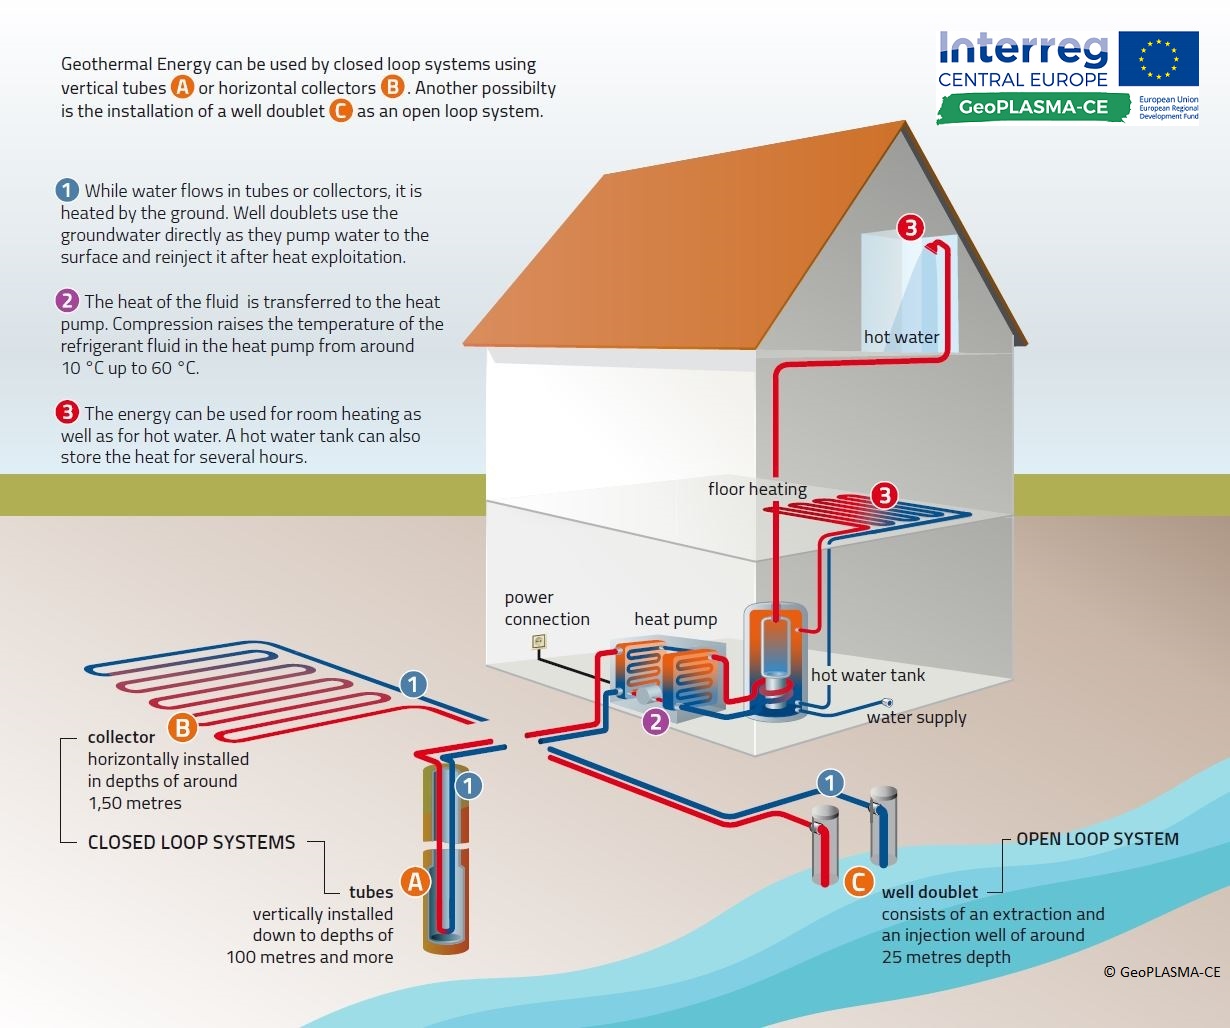 Geothermal Energy can be used by closed loop systems using
vertical tubes A or horizontal collectors B . Another possibilty
is the installation of a well doublet C as an open loop system.
Interreg
CENTRAL EUROPE
GeoPLASMA-CE
European Union
European Regional
Development Fund
1 While water flows in tubes or collectors, it is
heated by the ground. Well doublets use the
groundwater directly as they pump water to the
surface and reinject it after heat exploitation.
2 The heat of the fluid is transferred to the heat
pump. Compression raises the temperature of the
refrigerant fluid in the heat pump from around
10 °C up to 60 °C.
3 The energy can be used for room heating as
well as for hot water. A hot water tank can also
store the heat for several hours.
3
hot water
floor heating
3
power
connection
heat pump
hot water tank
water supply
2
1
B
collector
horizontally installed
in depths of around
1,50 metres
CLOSED LOOP SYSTEMS
1
A
tubes
vertically installed
down to depths of
100 metres and more
1
OPEN LOOP SYSTEM
C
well doublet
consists of an extraction and
an injection well of around
25 metres depth
© GeoPLASMA-CE